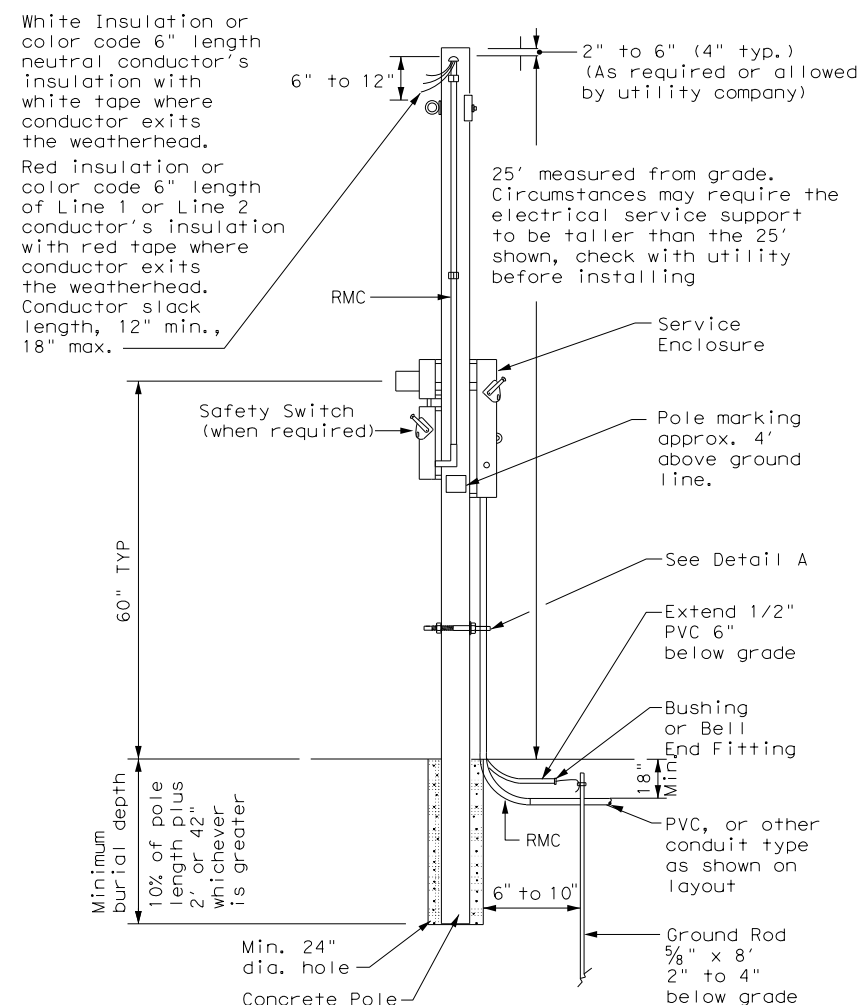 White Insulation or
color code 6" length
neutral conductor's
insulation with
white tape where
conductor exits
the weatherhead.
Red insulation or
color code 6" length
of Line 1 or Line 2
conductor's insulation
with red tape where
conductor exits
the weatherhead.
Conductor slack
length, 12" min.,
18" max.
6" to 12"
2" to 6" (4" typ.)
(As required or allowed
by utility company)
25' measured from grade.
Circumstances may require the
electrical service support
to be taller than the 25'
shown, check with utility
before installing
RMC
Service
Enclosure
Safety Switch
(when required)
Pole marking
approx. 4'
above ground
line.
60" TYP
See Detail A
Extend 1/2"
PVC 6"
below grade
Bushing
or Bell
End Fitting
18"
Min.
Minimum
burial depth
10% of pole
length plus
2' or 42"
whichever
is greater
RMC
PVC, or other
conduit type
as shown on
layout
6" to 10"
Min. 24"
dia. hole
Concrete Pole
Ground Rod
5/8" x 8'
2" to 4"
below grade